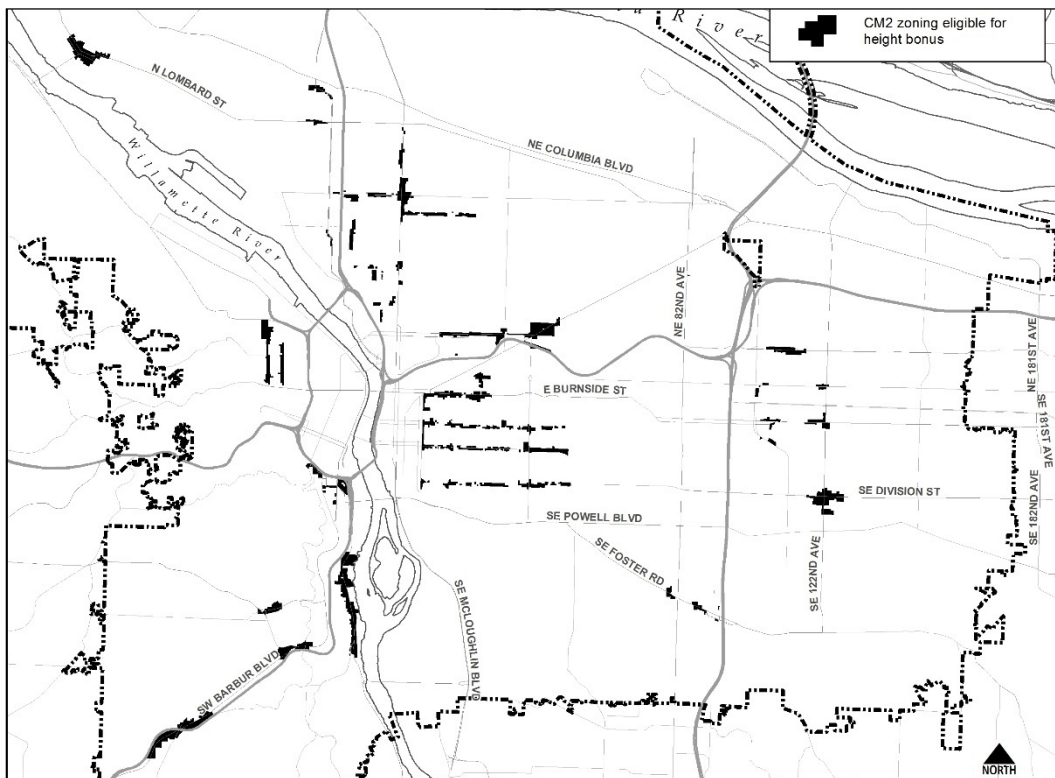 River
CM2 zoning eligible for
height bonus
N LOMBARD ST
NE COLUMBIA BLVD
Willamette River
NE 82ND AVE
NE 181ST AVE
E BURNSIDE ST
SE 181ST AVE
SE DIVISION ST
SE POWELL BLVD
SE 182ND AVE
SE FOSTER RD
SE 122ND AVE
SE MCLOUGHLIN BLVD
SW BARBUR BLVD
NORTH